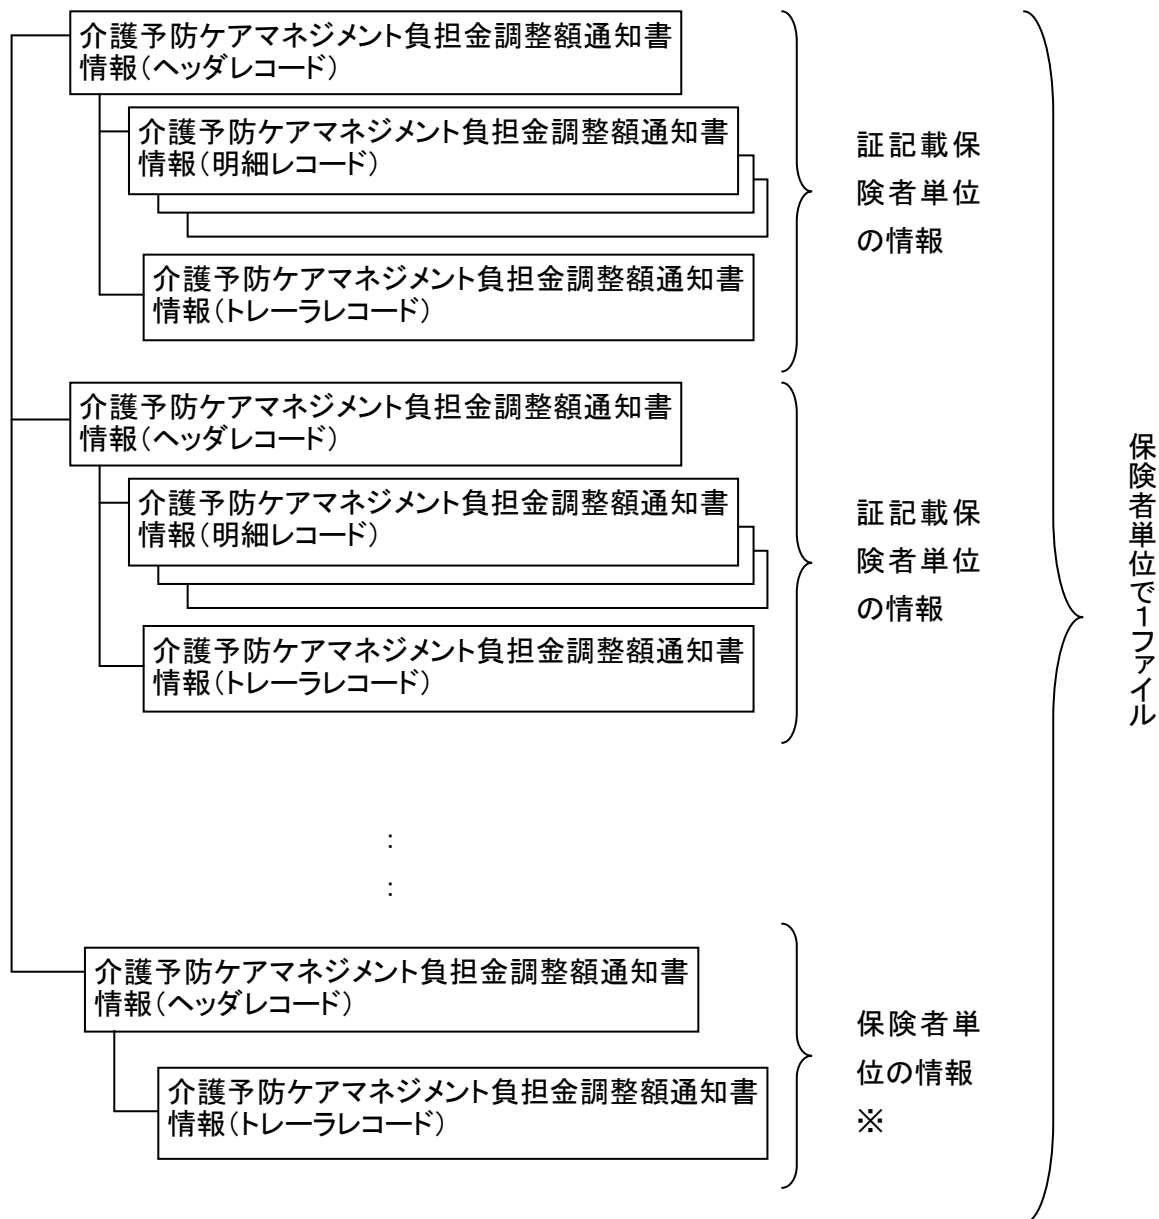 介護予防ケアマネジメント負担金調整額通知書
情報（ヘッダレコード）
介護予防ケアマネジメント負担金調整額通知書
情報（明細レコード）
介護予防ケアマネジメント負担金調整額通知書
情報（トレーラレコード）
証記載保
険者単位
の情報
介護予防ケアマネジメント負担金調整額通知書
情報（ヘッダレコード）
介護予防ケアマネジメント負担金調整額通知書
情報（明細レコード）
介護予防ケアマネジメント負担金調整額通知書
情報（トレーラレコード）
証記載保
険者単位
の情報
：
：
介護予防ケアマネジメント負担金調整額通知書
情報（ヘッダレコード）
介護予防ケアマネジメント負担金調整額通知書
情報（トレーラレコード）
保険者単
位の情報
※
保険者単位で１ファイル